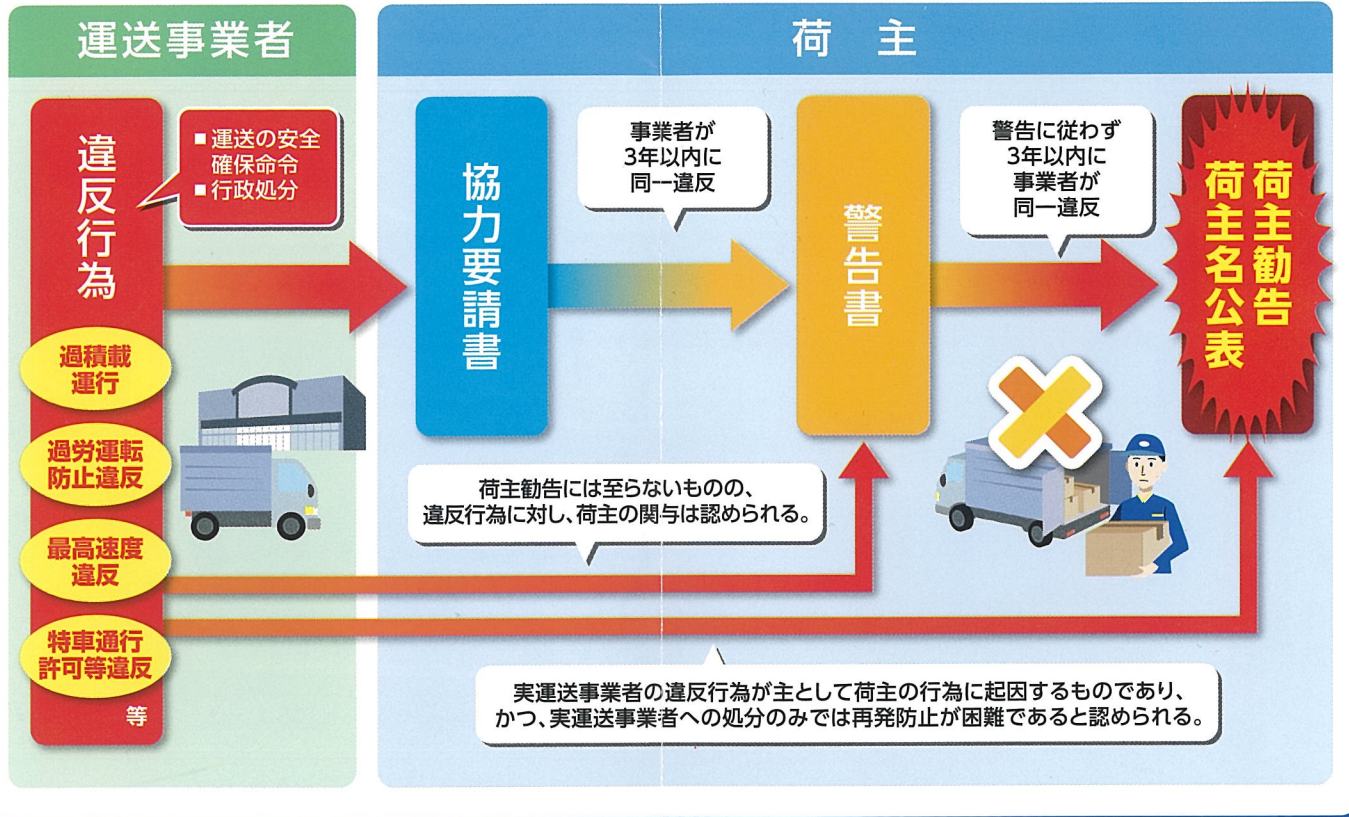 運送事業者
荷 主
違反行為
■ 運送の安全
確保命令
■ 行政処分
過積載
運行
過労運転
防止違反
最高速度
違反
特車通行
許可等違反
等
協力要請書
事業者が
3年以内に
同一違反
警告書
警告に従わず
3年以内に
事業者が
同一違反
荷主勧告
荷主名公表
荷主勧告には至らないものの、
違反行為に対し、荷主の関与は認められる。
実運送事業者の違反行為が主として荷主の行為に起因するものであり、
かつ、実運送事業者への処分のみでは再発防止が困難であると認められる。